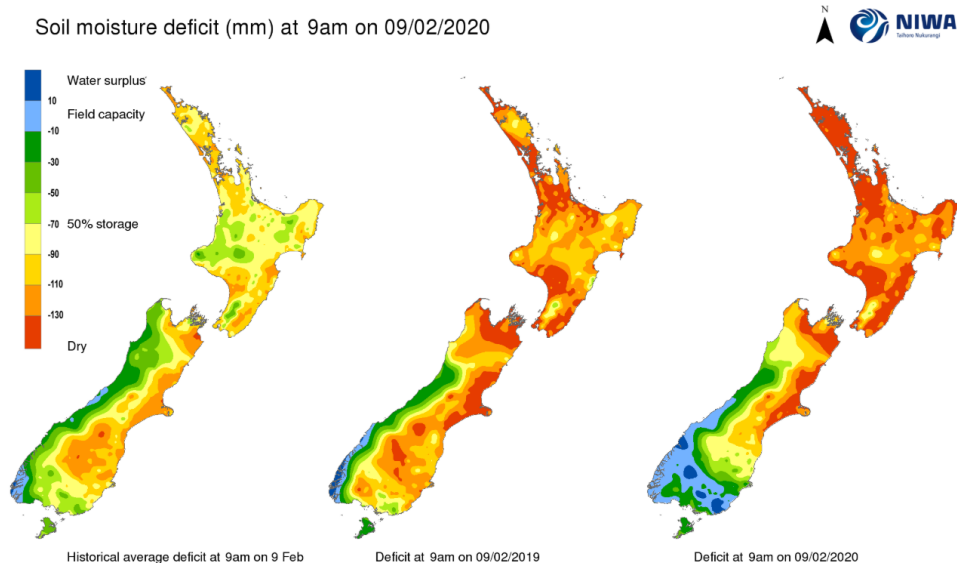 Soil moisture deficit (mm) at 9am on 09/02/2020
N
NIWA
Taihoro Nukurangi
Water surplus
10
Field capacity
-10
-30
-50
50% storage
-70
-90
-110
-130
Dry
Historical average deficit at 9am on 9 Feb
Deficit at 9am on 09/02/2019
Deficit at 9am on 09/02/2020